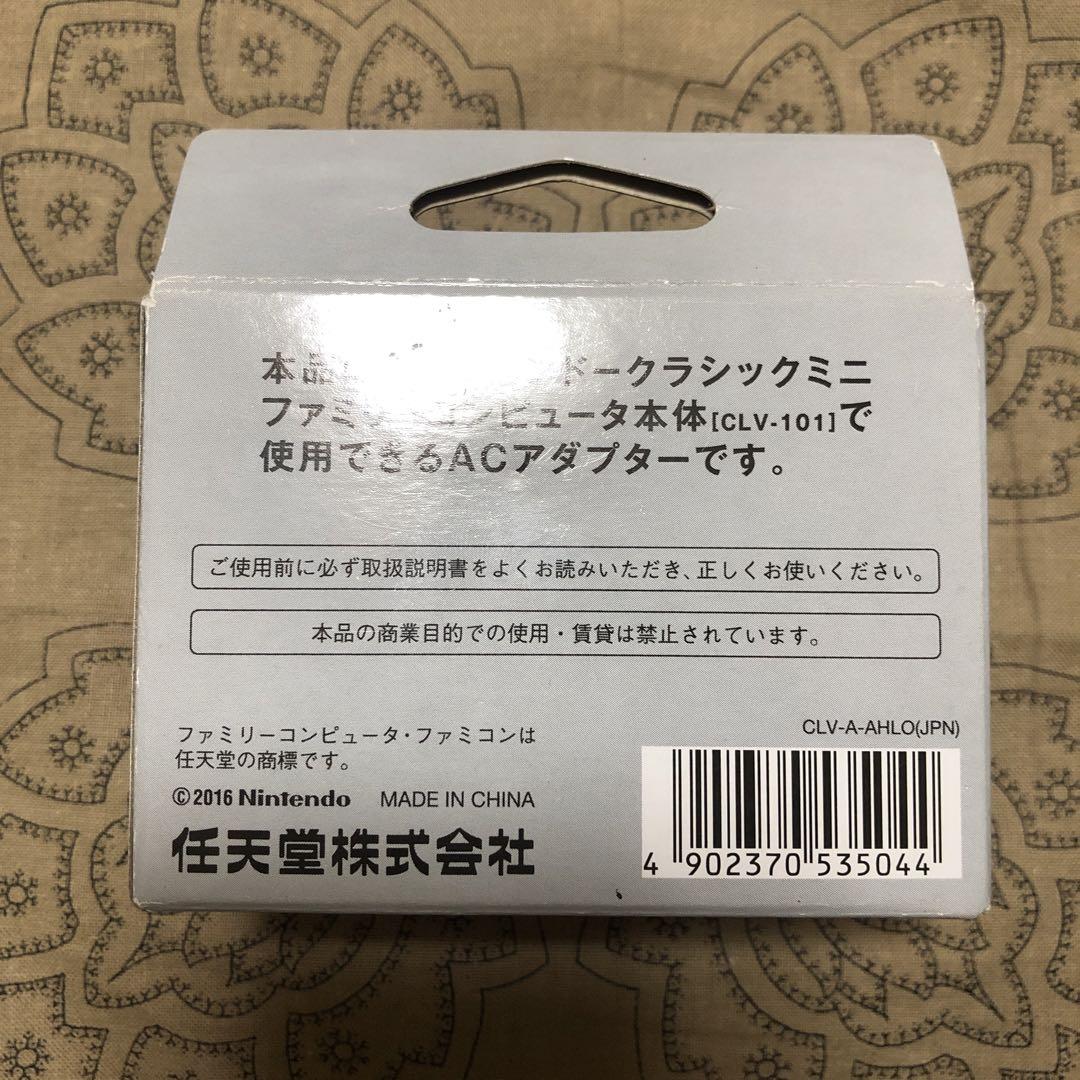 本品 ドークラシックミニ
ファミリーコンピュータ本体[CLV-101]で
使用できるACアダプターです。
ご使用前に必ず取扱説明書をよくお読みいただき、正しくお使いください。
本品の商業目的での使用・賃貸は禁止されています。
ファミリーコンピュータ・ファミコンは
任天堂の商標です。
©2016 Nintendo MADE IN CHINA
任天堂株式会社
CLV-A-AHLO(JPN)
4 902370 535044